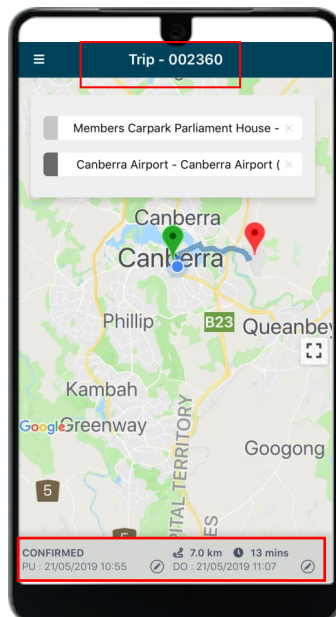 Trip - 002360
Members Carpark Parliament House -
Canberra Airport - Canberra Airport (
Canberra
Canberra
Phillip
B23
Queanbey
Kambah
Google
Greenway
ITAL TERRITORY
Googong
5
ES
CONFIRMED
7.0 km 13 mins
PU : 21/05/2019 10:55
DO : 21/05/2019 11:07